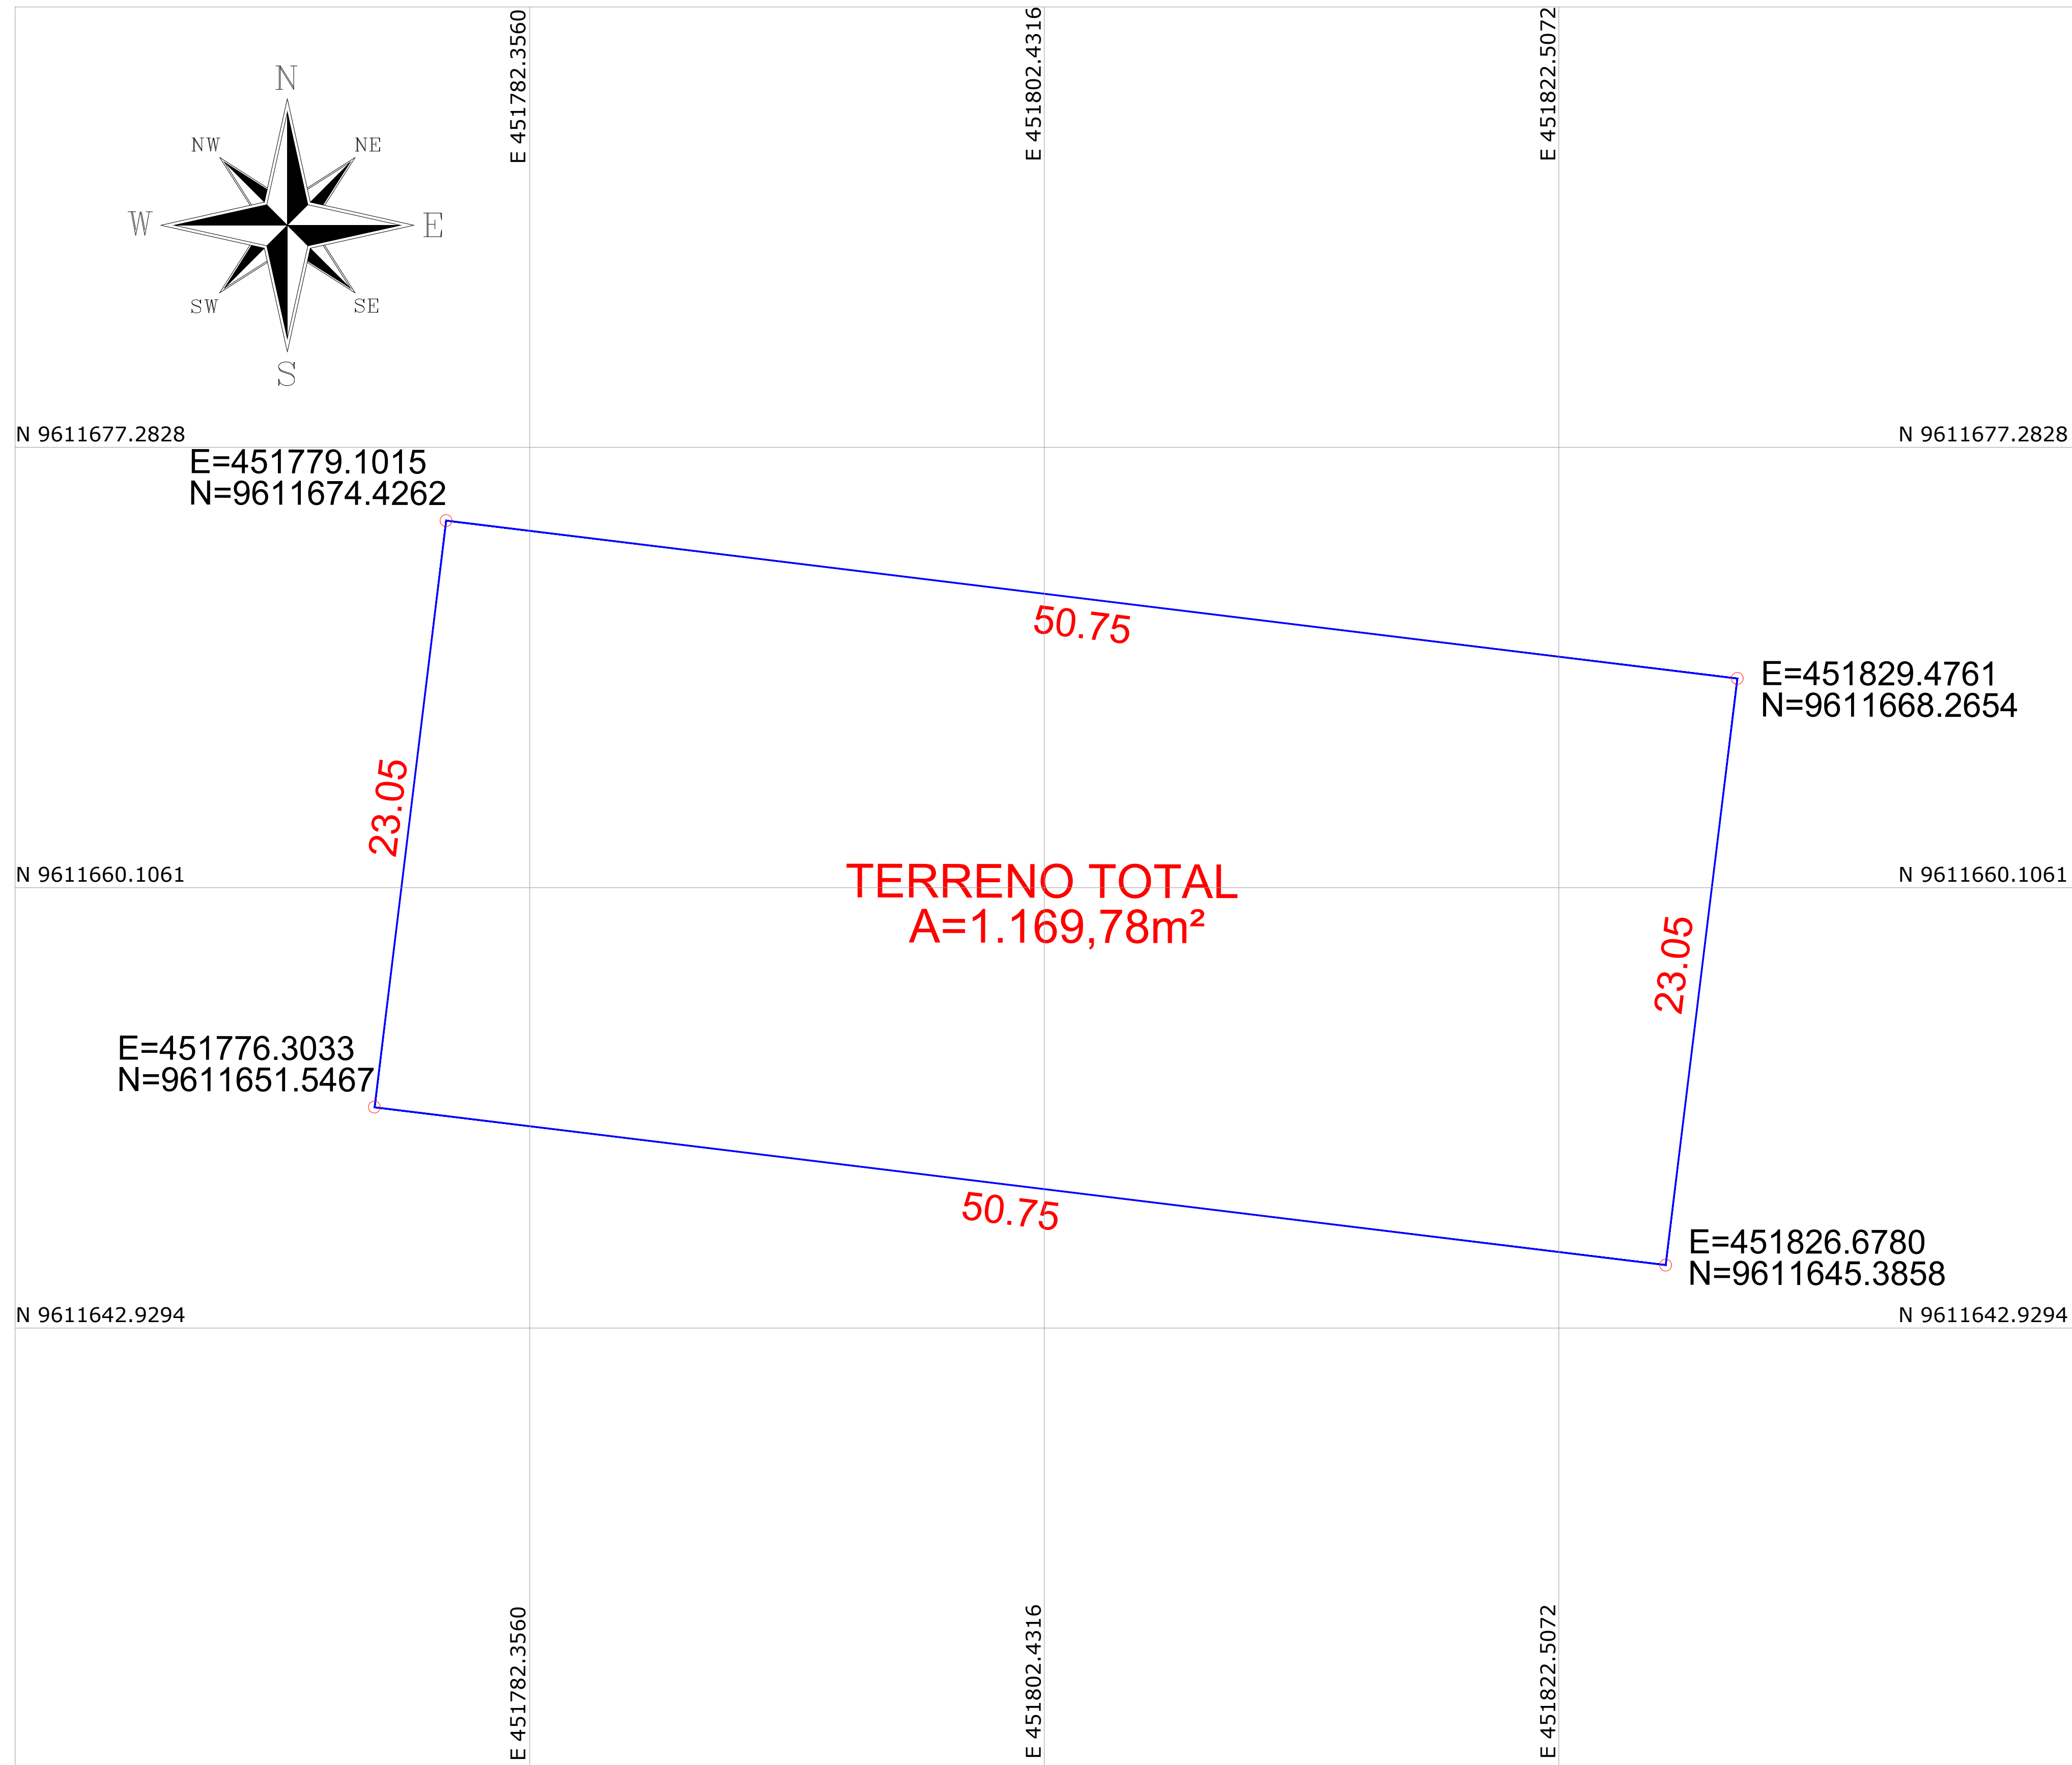 E 451782.3560
E 451802.4316
E 451822.5072
N
NW
NE
W
E
SW
SE
S
N 9611677.2828
N 9611677.2828
E=451779.1015
N=9611674.4262
50.75
E=451829.4761
N=9611668.2654
23.05
N 9611660.1061
TERRENO TOTAL
A=1.169,78m²
N 9611660.1061
23.05
E=451776.3033
N=9611651.5467
50.75
E=451826.6780
N=9611645.3858
N 9611642.9294
N 9611642.9294
E 451782.3560
E 451802.4316
E 451822.5072